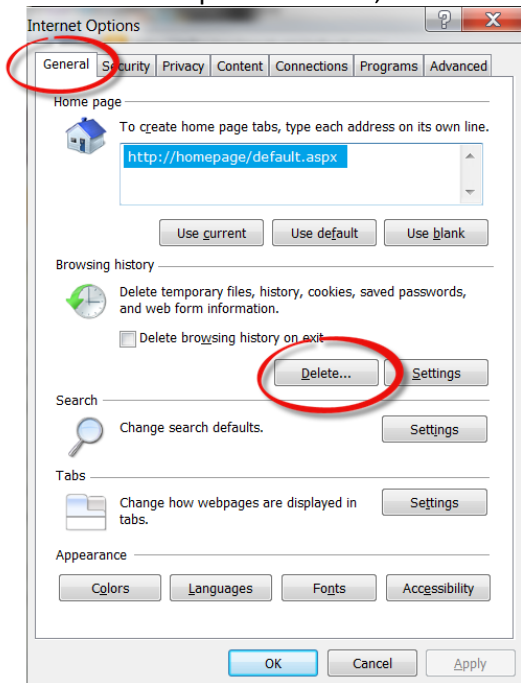 Internet Options
General Security Privacy Content Connections Programs Advanced
Home page
To create home page tabs, type each address on its own line.
http://homepage/default.aspx
Use current Use default Use blank
Browsing history
Delete temporary files, history, cookies, saved passwords,
and web form information.
Delete browsing history on exit
Delete... Settings
Search
Change search defaults. Settings
Tabs
Change how webpages are displayed in Settings
tabs.
Appearance
Colors Languages Fonts Accessibility
OK Cancel Apply